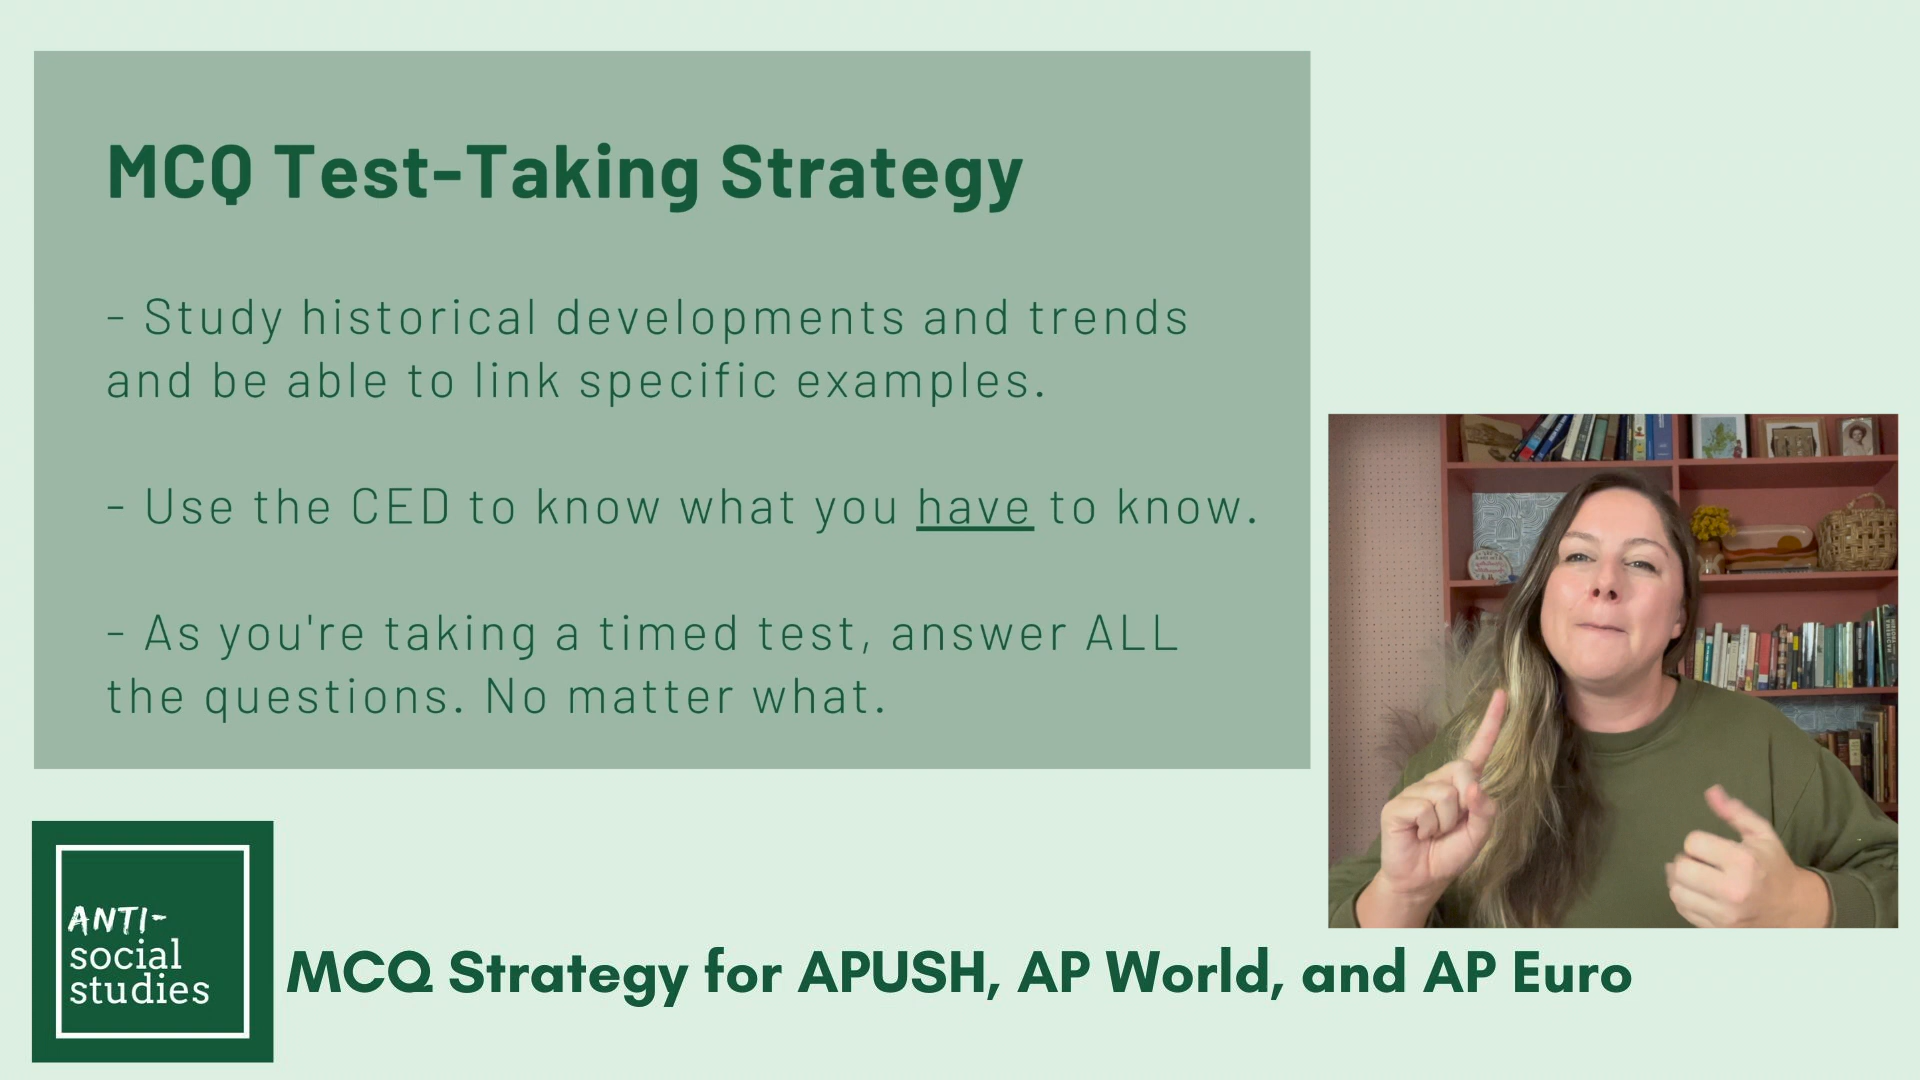 MCQ Test-Taking Strategy
- Study historical developments and trends
and be able to link specific examples.
- Use the CED to know what you have to know.
- As you're taking a timed test, answer ALL
the questions. No matter what.
ANTI-
social
studies
MCQ Strategy for APUSH, AP World, and AP Euro